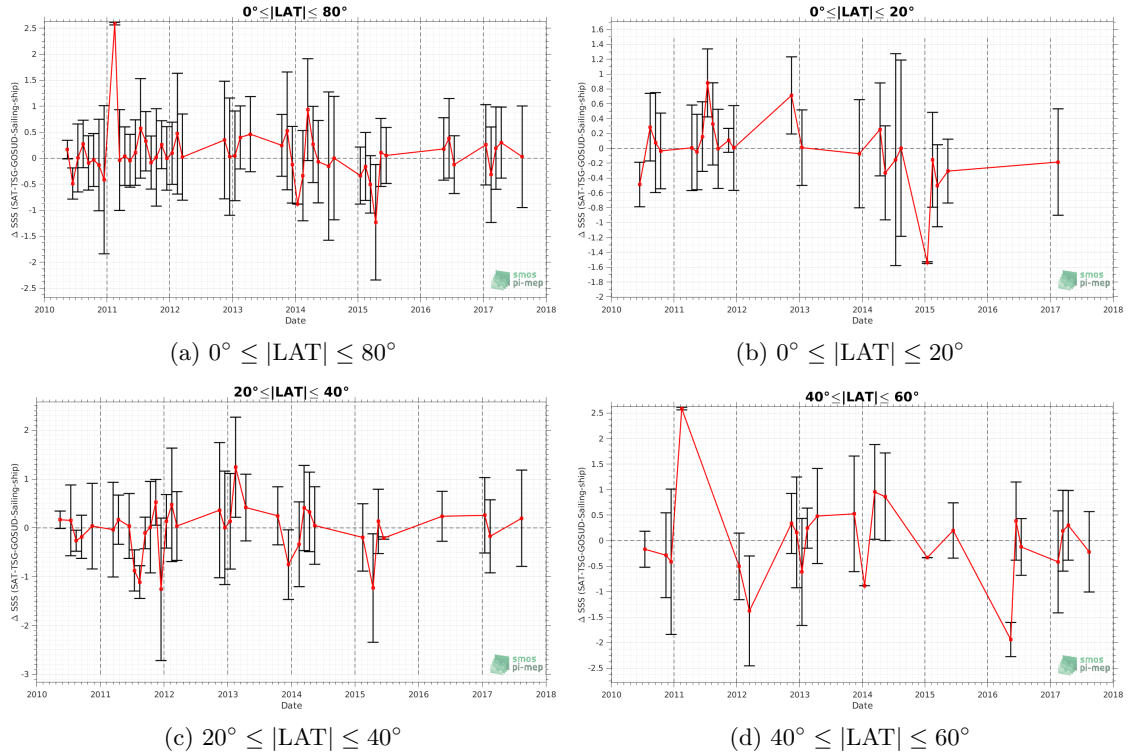 0°≤|LAT|≤ 80°
Δ SSS (SAT-TSG-GOSUD-Sailing-ship)
2.5
2
1.5
1
0.5
0
-0.5
-1
-1.5
-2
-2.5
2010 2011 2012 2013 2014 2015 2016 2017 2018
Date
smos
pi-mep
(a) 0° ≤ |LAT| ≤ 80°
0°≤|LAT|≤ 20°
Δ SSS (SAT-TSG-GOSUD-Sailing-ship)
1.6
1.4
1.2
1
0.8
0.6
0.4
0.2
0
-0.2
-0.4
-0.6
-0.8
-1
-1.2
-1.4
-1.6
-1.8
-2
2010 2011 2012 2013 2014 2015 2016 2017 2018
Date
smos
pi-mep
(b) 0° ≤ |LAT| ≤ 20°
20°≤|LAT|≤ 40°
Δ SSS (SAT-TSG-GOSUD-Sailing-ship)
2
1
0
-1
-2
-3
2010 2011 2012 2013 2014 2015 2016 2017 2018
Date
smos
pi-mep
(c) 20° ≤ |LAT| ≤ 40°
40°≤|LAT|≤ 60°
Δ SSS (SAT-TSG-GOSUD-Sailing-ship)
2.5
2
1.5
1
0.5
0
-0.5
-1
-1.5
-2
-2.5
2010 2011 2012 2013 2014 2015 2016 2017 2018
Date
smos
pi-mep
(d) 40° ≤ |LAT| ≤ 60°